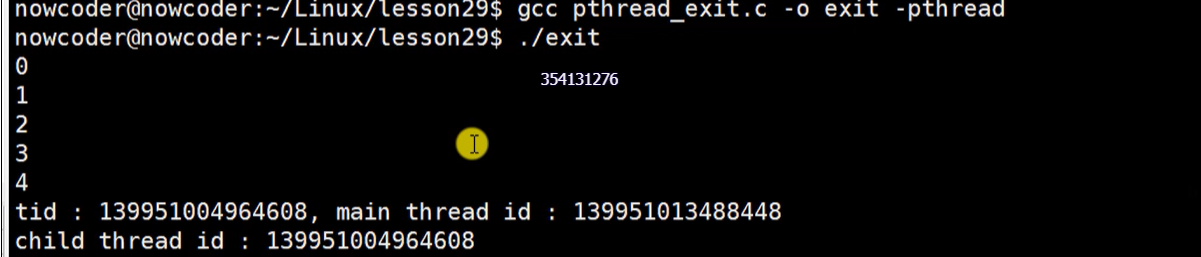 nowcoder@nowcoder:~/Linux/lesson29$ gcc pthread_exit.c -o exit -pthread
nowcoder@nowcoder:~/Linux/lesson29$ ./exit
0
354131276
1
2
3
4
tid : 139951004964608, main thread id : 139951013488448
child thread id : 139951004964608